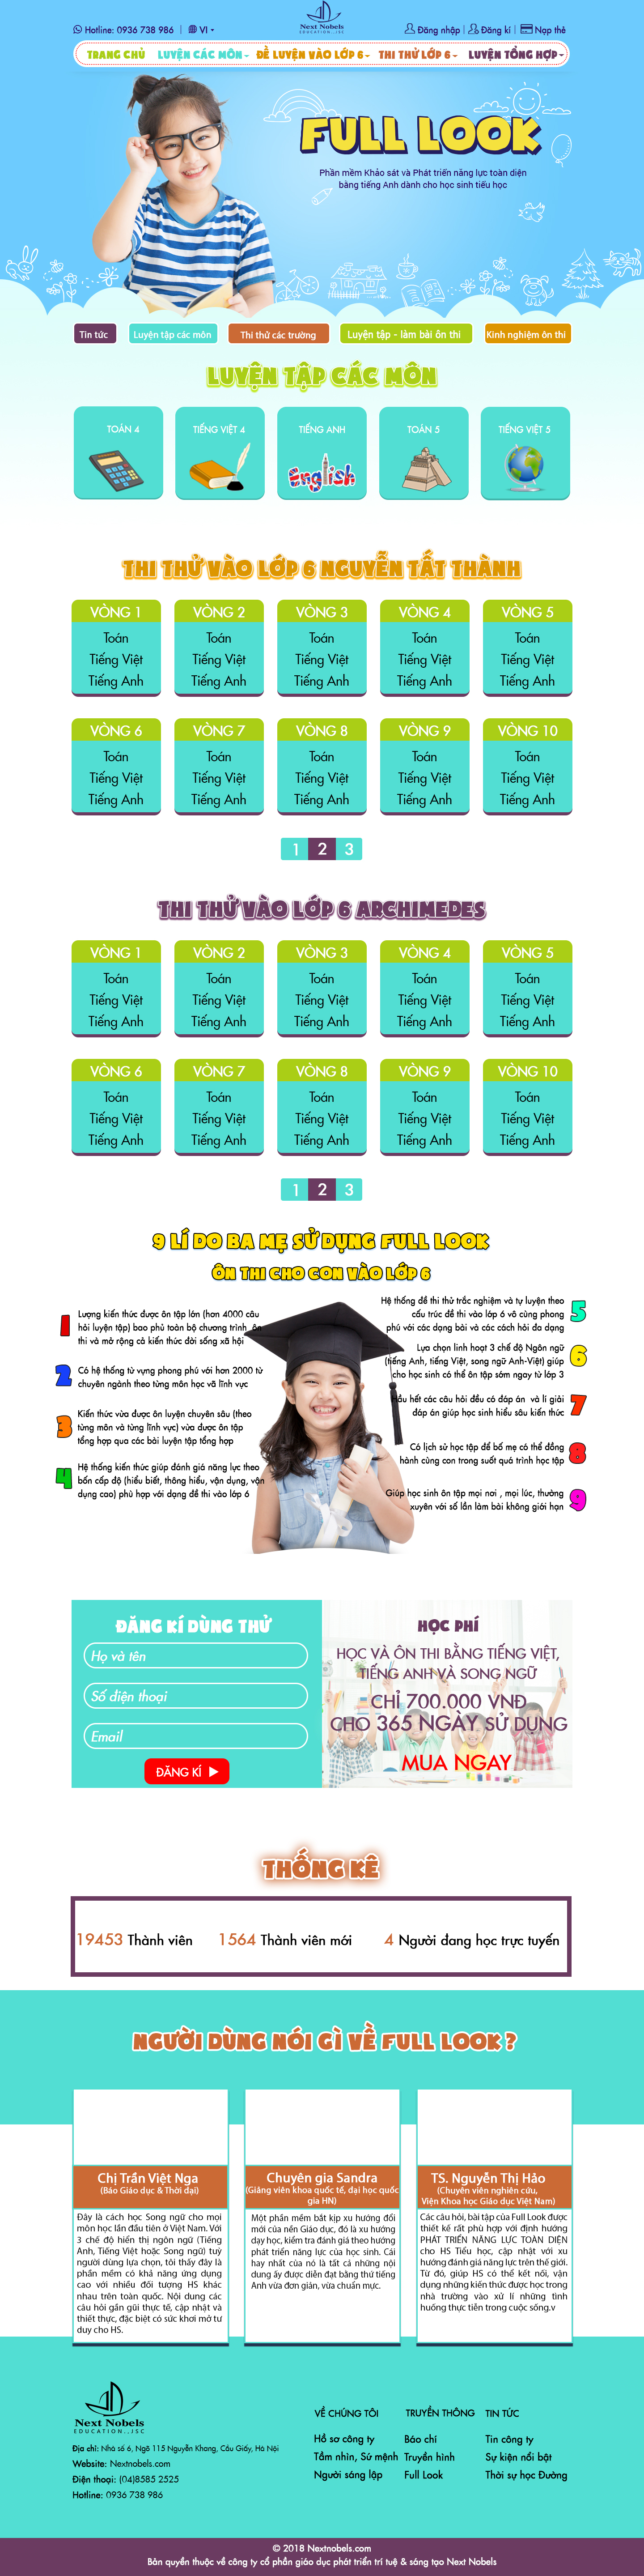 Hotline: 0936 738 986 | VI
Next Nobels
EDUCATION.,JSC
Đăng nhập | Đăng kí | Nạp thẻ
TRANG CHỦ LUYỆN CÁC MÔN ĐỀ LUYỆN VÀO LỚP 6 THI THỬ LỚP 6 LUYỆN TỔNG HỢP
FULL LOOK
Phần mềm Khảo sát và Phát triển năng lực toàn diện
bằng tiếng Anh dành cho học sinh tiểu học
Tin tức Luyện tập các môn Thi thử các trường Luyện tập - làm bài ôn thi Kinh nghiệm ôn thi
LUYỆN TẬP CÁC MÔN
TOÁN 4 TIẾNG VIỆT 4 TIẾNG ANH TOÁN 5 TIẾNG VIỆT 5
English
THI THỬ VÀO LỚP 6 NGUYỄN TẤT THÀNH
VÒNG 1 VÒNG 2 VÒNG 3 VÒNG 4 VÒNG 5
Toán Toán Toán Toán Toán
Tiếng Việt Tiếng Việt Tiếng Việt Tiếng Việt Tiếng Việt
Tiếng Anh Tiếng Anh Tiếng Anh Tiếng Anh Tiếng Anh
VÒNG 6 VÒNG 7 VÒNG 8 VÒNG 9 VÒNG 10
Toán Toán Toán Toán Toán
Tiếng Việt Tiếng Việt Tiếng Việt Tiếng Việt Tiếng Việt
Tiếng Anh Tiếng Anh Tiếng Anh Tiếng Anh Tiếng Anh
1 2 3
THI THỬ VÀO LỚP 6 ARCHIMEDES
VÒNG 1 VÒNG 2 VÒNG 3 VÒNG 4 VÒNG 5
Toán Toán Toán Toán Toán
Tiếng Việt Tiếng Việt Tiếng Việt Tiếng Việt Tiếng Việt
Tiếng Anh Tiếng Anh Tiếng Anh Tiếng Anh Tiếng Anh
VÒNG 6 VÒNG 7 VÒNG 8 VÒNG 9 VÒNG 10
Toán Toán Toán Toán Toán
Tiếng Việt Tiếng Việt Tiếng Việt Tiếng Việt Tiếng Việt
Tiếng Anh Tiếng Anh Tiếng Anh Tiếng Anh Tiếng Anh
1 2 3
9 LÍ DO BA MẸ SỬ DỤNG FULL LOOK
ÔN THI CHO CON VÀO LỚP 6
1
Lượng kiến thức được ôn tập lớn (hơn 4000 câu
hỏi luyện tập) bao phủ toàn bộ chương trình ôn
thi và mở rộng cả kiến thức đời sống xã hội
2
Có hệ thống từ vựng phong phú với hơn 2000 từ
chuyên ngành theo từng môn học vã lĩnh vực
3
Kiến thức vừa được ôn luyện chuyên sâu (theo
từng môn và từng lĩnh vực) vừa được ôn tập
tổng hợp qua các bài luyện tập tổng hợp
4
Hệ thống kiến thức giúp đánh giá năng lực theo
bốn cấp độ (hiểu biết, thông hiểu, vận dụng, vận
dụng cao) phù hợp với dạng đề thi vào lớp 6
Hệ thống đề thi thử trắc nghiệm và tự luyện theo
cấu trúc đề thi vào lớp 6 vô cùng phong
phú với các dạng bài và các cách hỏi đa dạng
5
Lựa chọn linh hoạt 3 chế độ Ngôn ngữ
(tiếng Anh, tiếng Việt, song ngữ Anh-Việt) giúp
cho học sinh có thể ôn tập sớm ngay từ lớp 3
6
Hầu hết các câu hỏi đều có đáp án và lí giải
đáp án giúp học sinh hiểu sâu kiến thức
7
Có lịch sử học tập để bố mẹ có thể đồng
hành cùng con trong suốt quá trình học tập
8
Giúp học sinh ôn tập mọi nơi , mọi lúc, thường
xuyên với số lần làm bài không giới hạn
9
ĐĂNG KÍ DÙNG THỬ
Họ và tên
Số điện thoại
Email
ĐĂNG KÍ
HỌC PHÍ
HỌC VÀ ÔN THI BẰNG TIẾNG VIỆT,
TIẾNG ANH VÀ SONG NGỮ
CHỈ 700.000 VNĐ
CHO 365 NGÀY SỬ DỤNG
MUA NGAY
THỐNG KÊ
19453 Thành viên 1564 Thành viên mới 4 Người đang học trực tuyến
NGƯỜI DÙNG NÓI GÌ VỀ FULL LOOK ?
Chị Trần Việt Nga
(Báo Giáo dục & Thời đại)
Đây là cách học Song ngữ cho mọi
môn học lần đầu tiên ở Việt Nam. Với
3 chế độ hiển thị ngôn ngữ (Tiếng
Anh, Tiếng Việt hoặc Song ngữ) tuỳ
người dùng lựa chọn, tôi thấy đây là
phần mềm có khả năng ứng dụng
cao với nhiều đối tượng HS khác
nhau trên toàn quốc. Nội dung các
câu hỏi gần gũi thực tế, cập nhật và
thiết thực, đặc biệt có sức khơi mở tư
duy cho HS.
Chuyên gia Sandra
(Giảng viên khoa quốc tế, đại học quốc
gia HN)
Một phần mềm bắt kịp xu hướng đổi
mới của nền Giáo dục, đó là xu hướng
dạy học, kiểm tra đánh giá theo hướng
phát triển năng lực của học sinh. Cái
hay nhất của nó là tất cả những nội
dung ấy được diễn đạt bằng thứ tiếng
Anh vừa đơn giản, vừa chuẩn mực.
TS. Nguyễn Thị Hảo
(Chuyên viên nghiên cứu,
Viện Khoa học Giáo dục Việt Nam)
Các câu hỏi, bài tập của Full Look được
thiết kế rất phù hợp với định hướng
PHÁT TRIỂN NĂNG LỰC TOÀN DIỆN
cho HS Tiểu học, cập nhật với xu
hướng đánh giá năng lực trên thế giới.
Từ đó, giúp HS có thể kết nối, vận
dụng những kiến thức được học trong
nhà trường vào xử lí những tình
huống thực tiễn trong cuộc sống.v
Next Nobels
EDUCATION.,JSC
Địa chỉ: Nhà số 6, Ngõ 115 Nguyễn Khang, Cầu Giấy, Hà Nội
Website: Nextnobels.com
Điện thoại: (04)8585 2525
Hotline: 0936 738 986
VỀ CHÚNG TÔI
Hồ sơ công ty
Tầm nhìn, Sứ mệnh
Người sáng lập
TRUYỀN THÔNG
Báo chí
Truyền hình
Full Look
TIN TỨC
Tin công ty
Sự kiện nổi bật
Thời sự học Đường
© 2018 Nextnobels.com
Bản quyền thuộc về công ty cổ phần giáo dục phát triển trí tuệ & sáng tạo Next Nobels